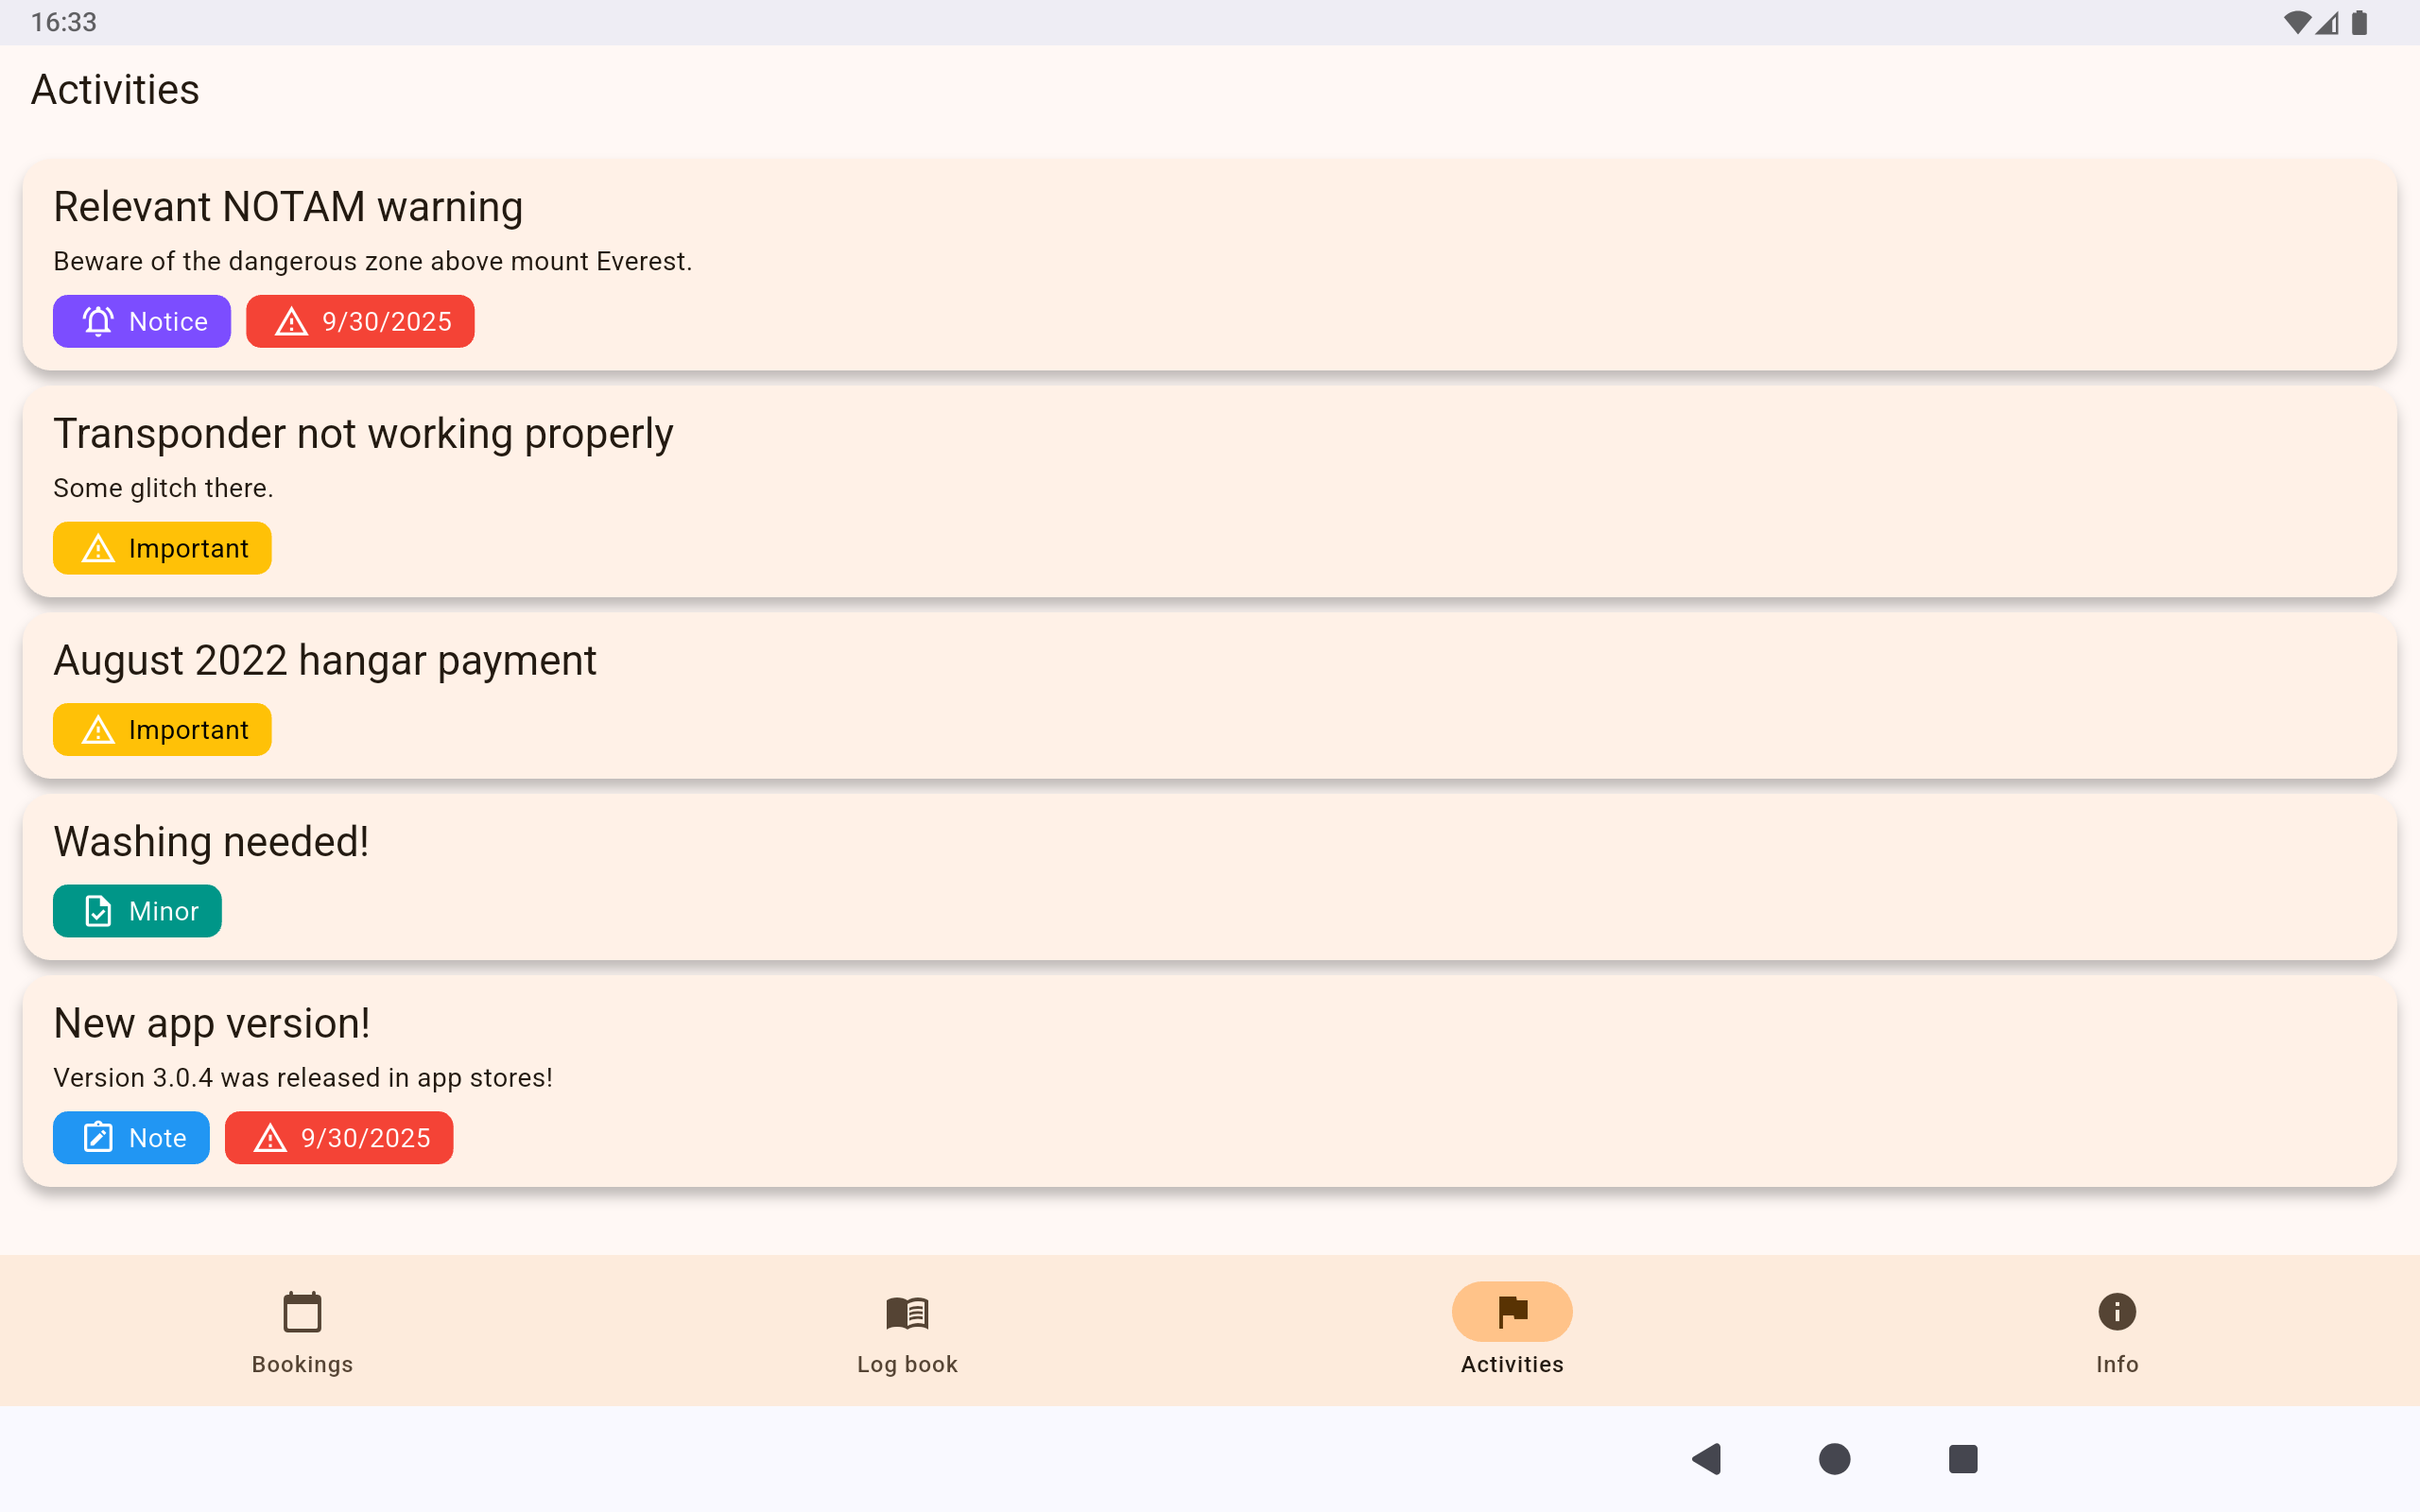 16:33
Activities
Relevant NOTAM warning
Beware of the dangerous zone above mount Everest.
Notice 9/30/2025
Transponder not working properly
Some glitch there.
Important
August 2022 hangar payment
Important
Washing needed!
Minor
New app version!
Version 3.0.4 was released in app stores!
Note 9/30/2025
Bookings Log book Activities Info